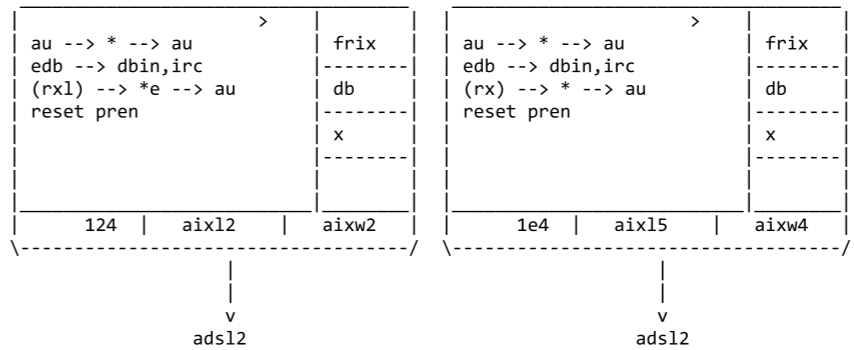 > >
au --> * --> au frix au --> * --> au frix
edb --> dbin,irc edb --> dbin,irc
(rxl) --> *e --> au db (rx) --> * --> au db
reset pren reset pren
x x
124 | aixl2 | aixw2 1e4 | aixl5 | aixw4
v v
adsl2 adsl2